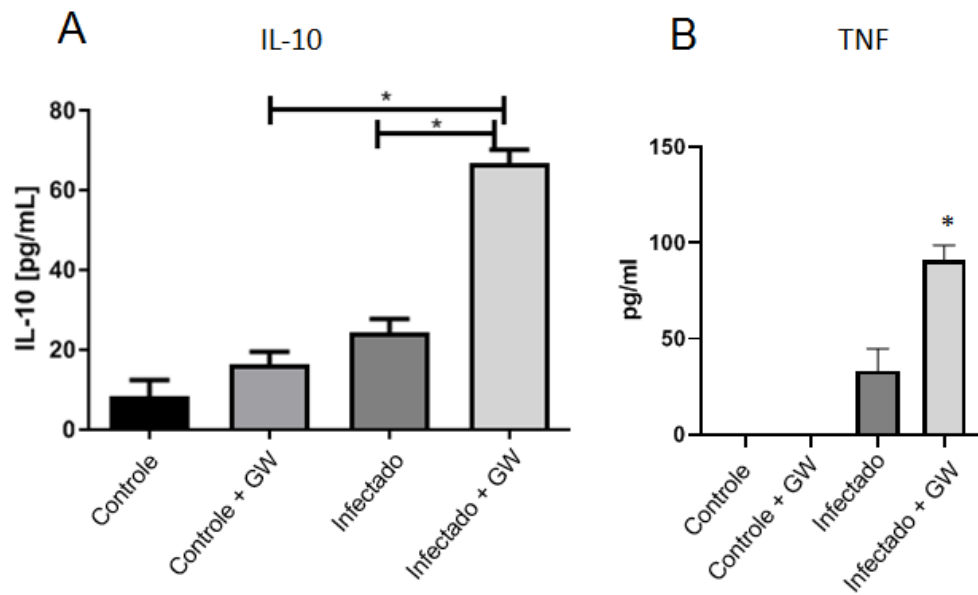 A
IL-10
IL-10 [pg/mL]
80
60
40
20
0
*
*
Controle
Controle + GW
Infectado
Infectado + GW
B
TNF
pg/ml
150
100
50
0
*
Controle
Controle + GW
Infectado
Infectado + GW